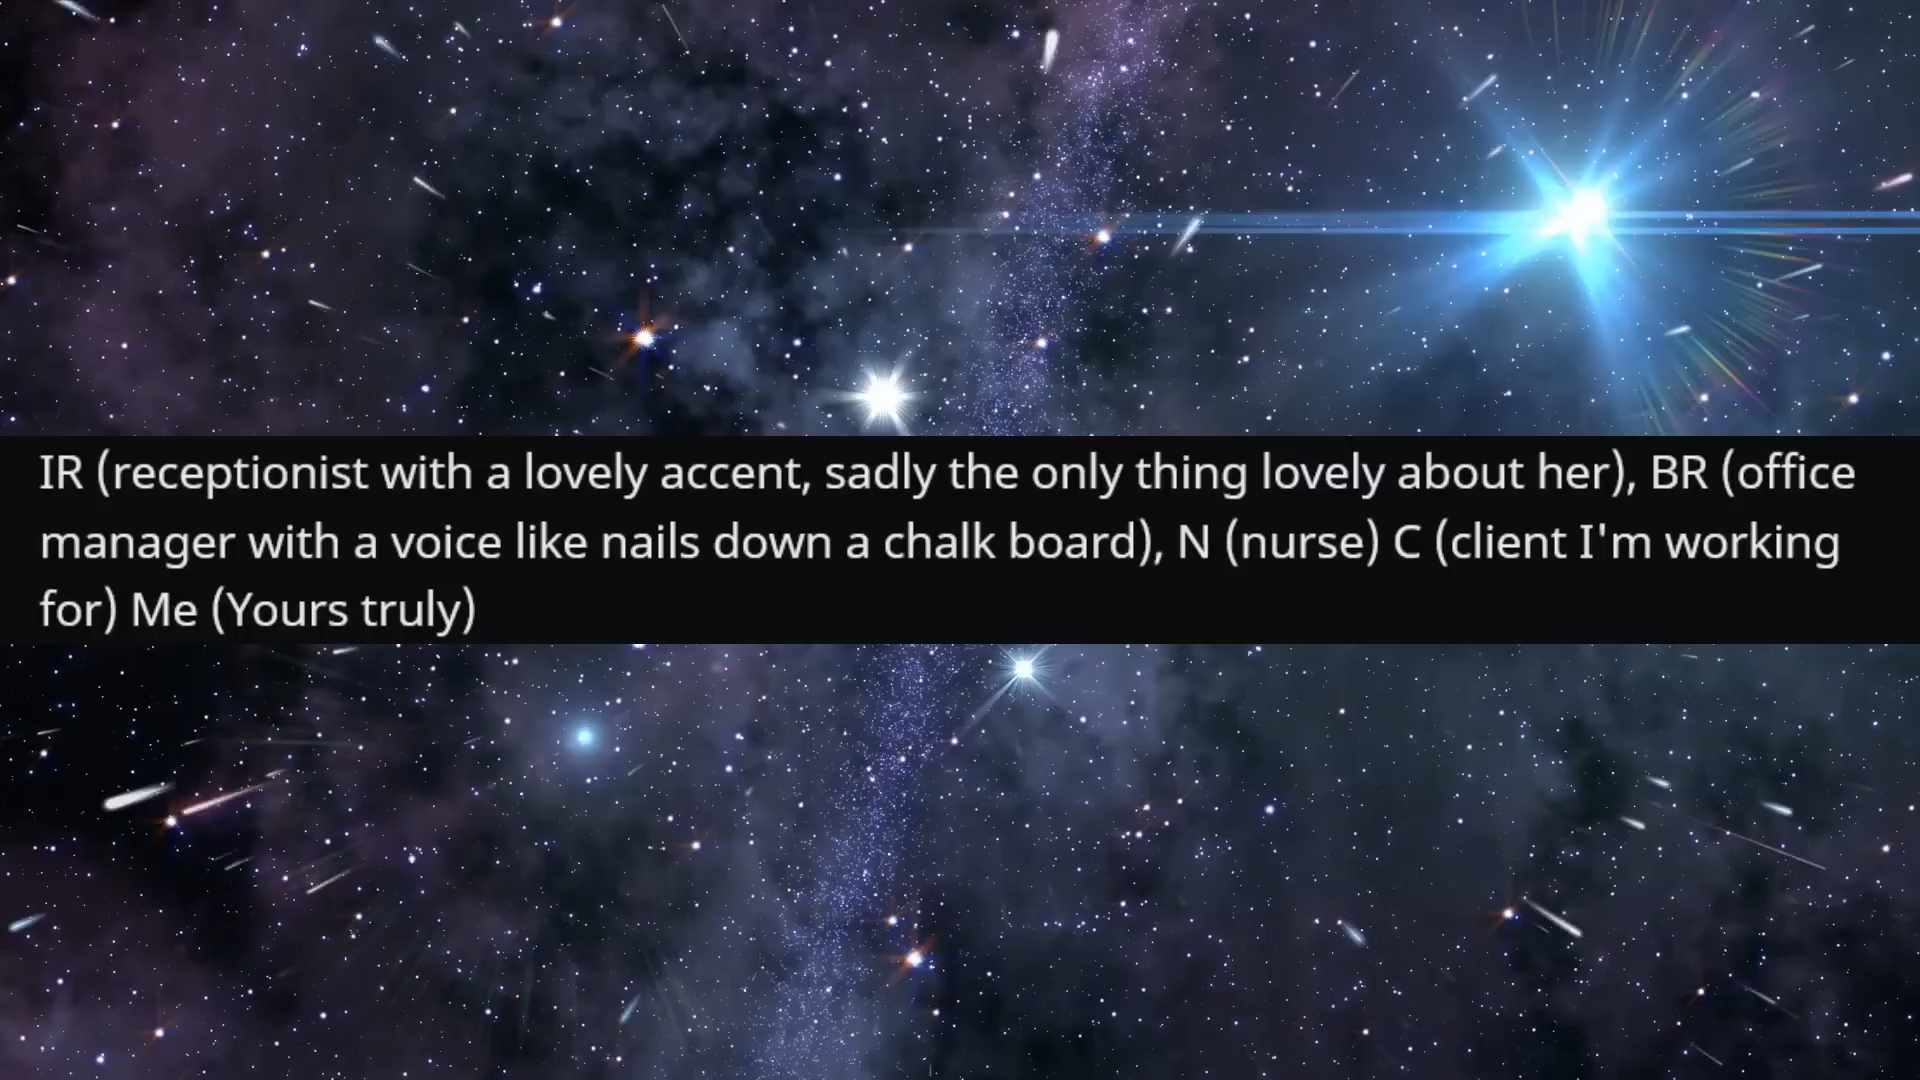 IR (receptionist with a lovely accent, sadly the only thing lovely about her), BR (office
manager with a voice like nails down a chalk board), N (nurse) C (client I'm working
for) Me (Yours truly)